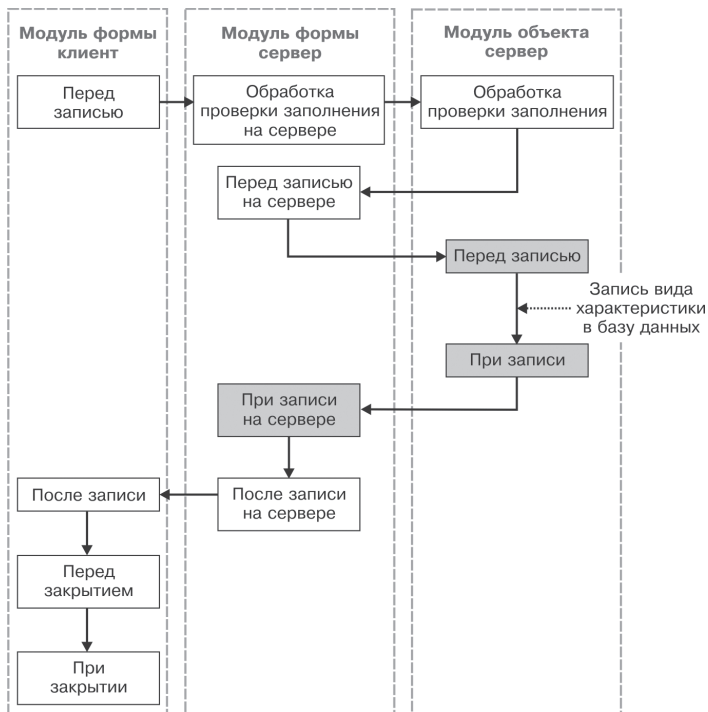 Модуль формы
клиент
Модуль формы
сервер
Модуль объекта
сервер
Перед
записью
Обработка
проверки заполнения
на сервере
Обработка
проверки заполнения
Перед записью
на сервере
Перед записью
Запись вида
характеристики
в базу данных
При записи
При записи
на сервере
После записи
После записи
на сервере
Перед
закрытием
При
закрытии